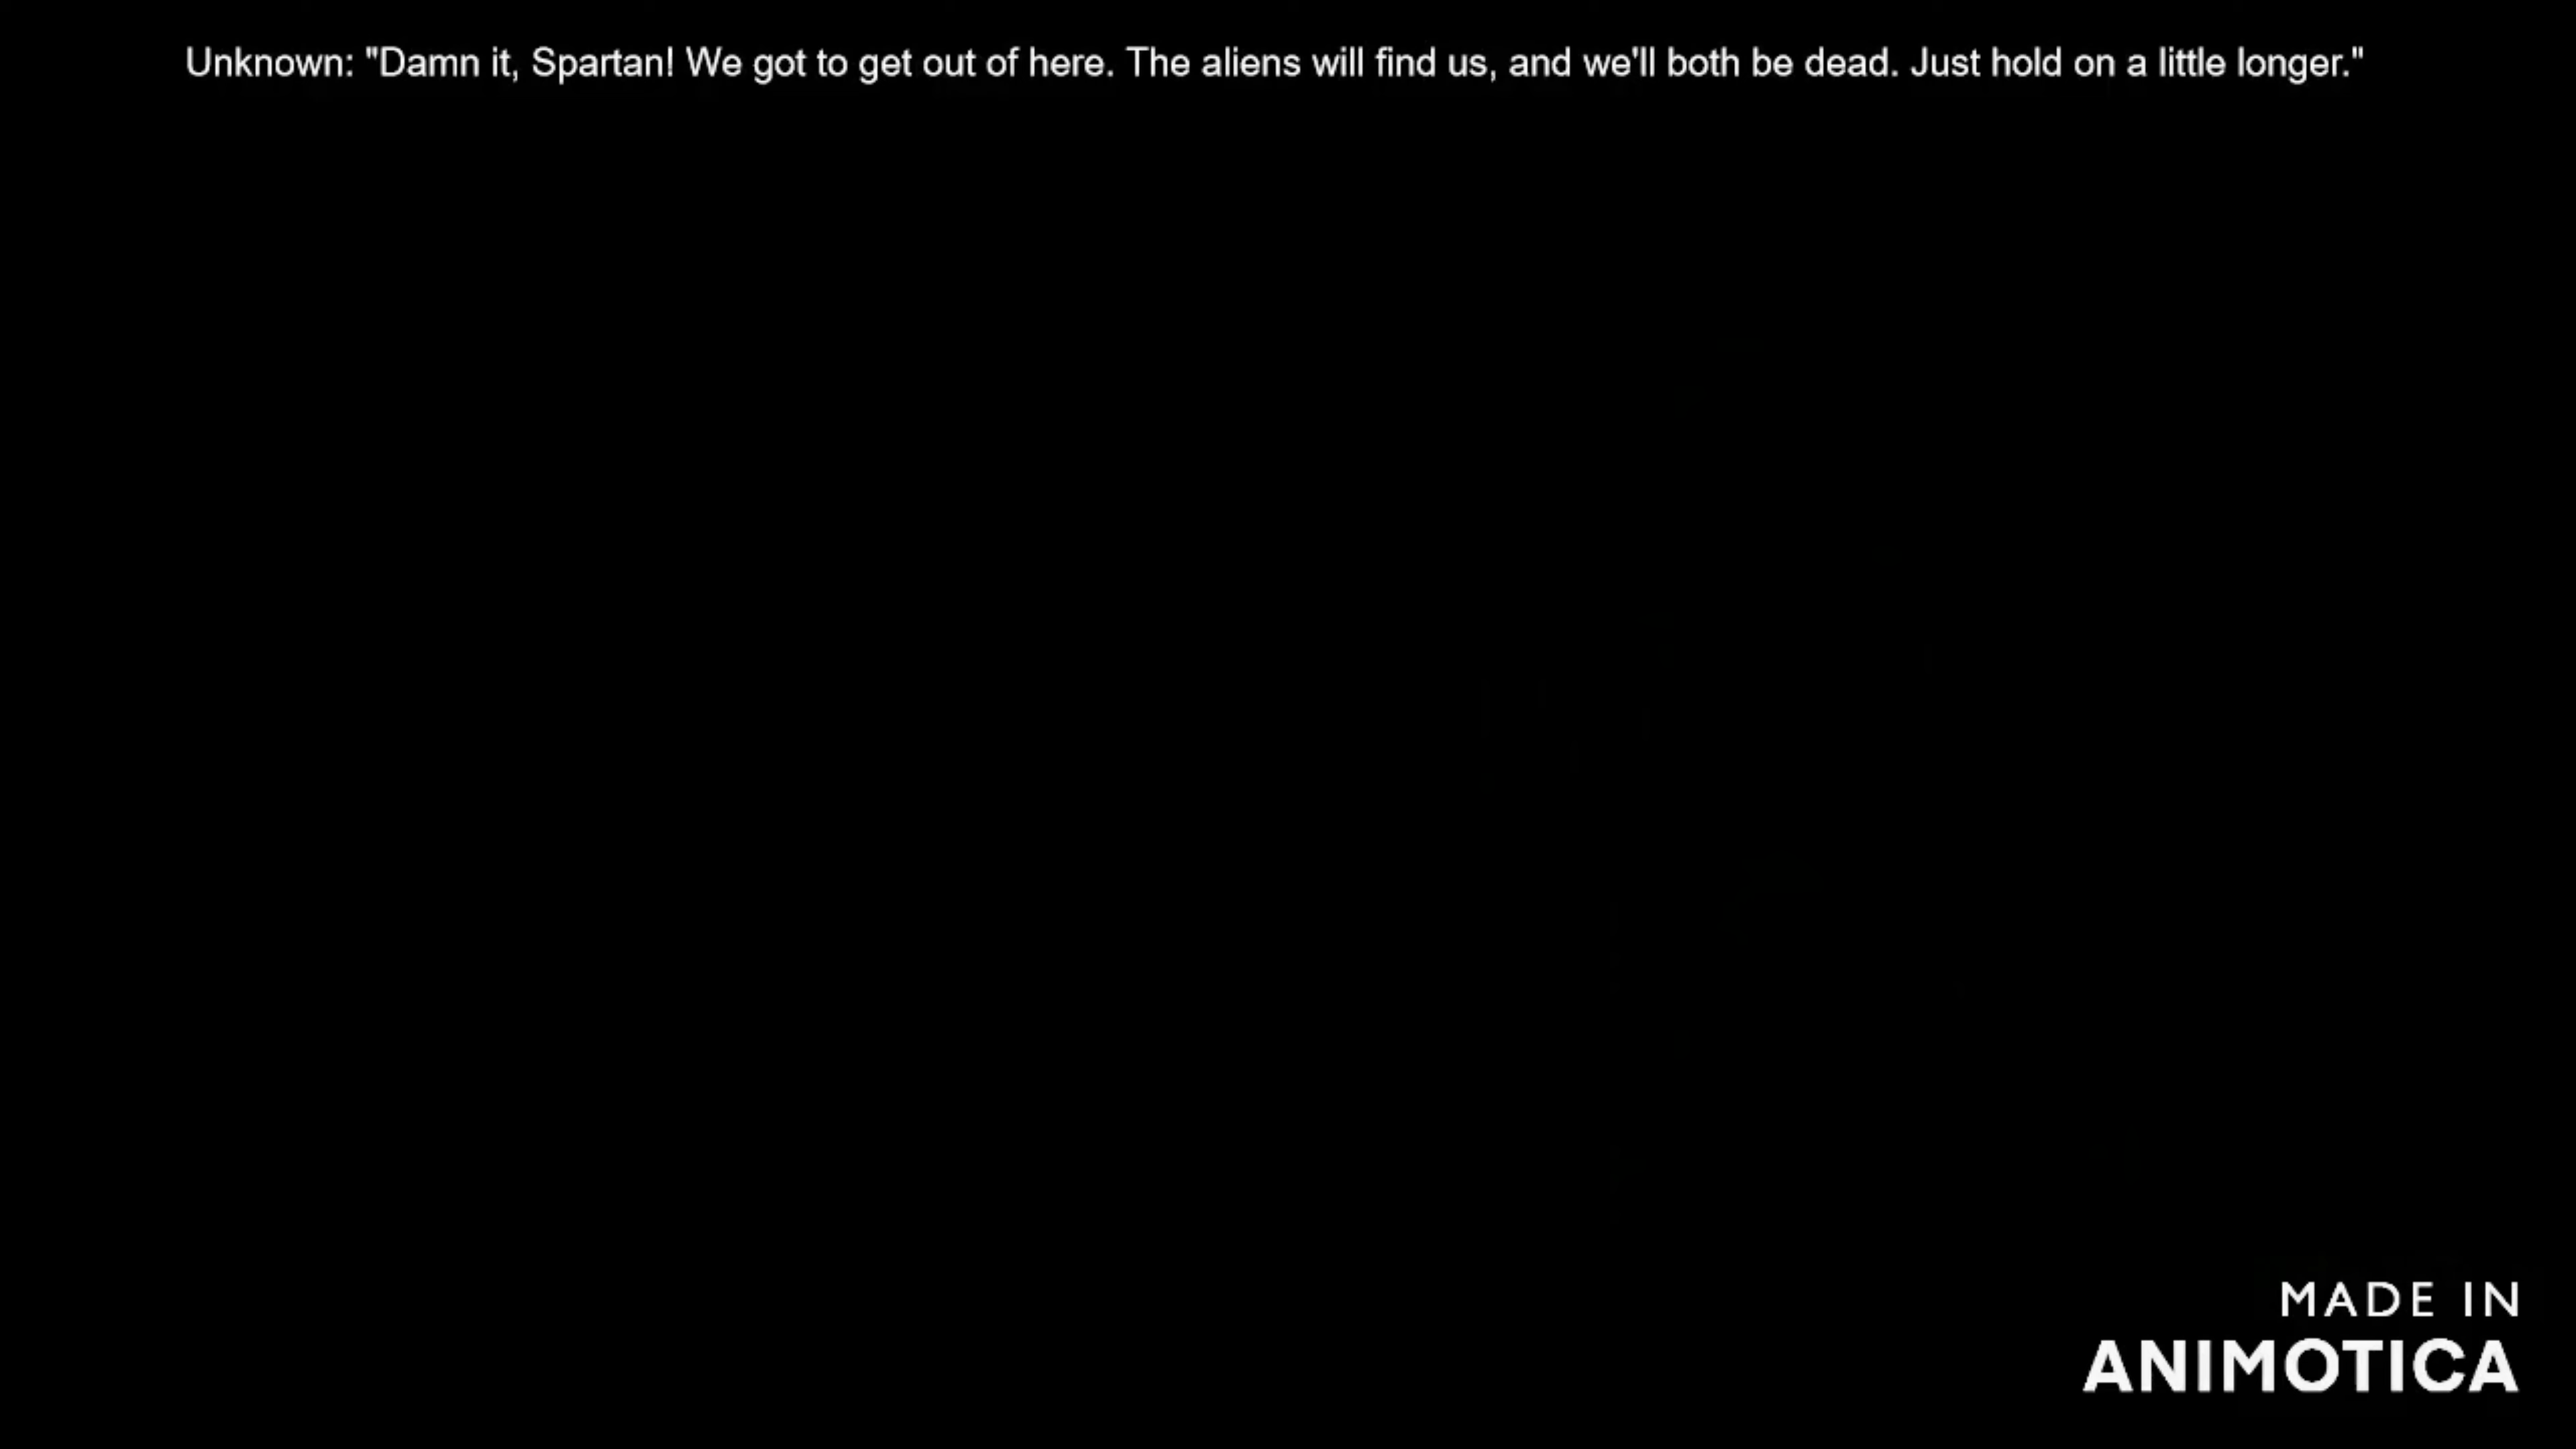 Unknown: "Damn it, Spartan! We got to get out of here. The aliens will find us, and we'll both be dead. Just hold on a little longer."
MADE IN
ANIMOTICA